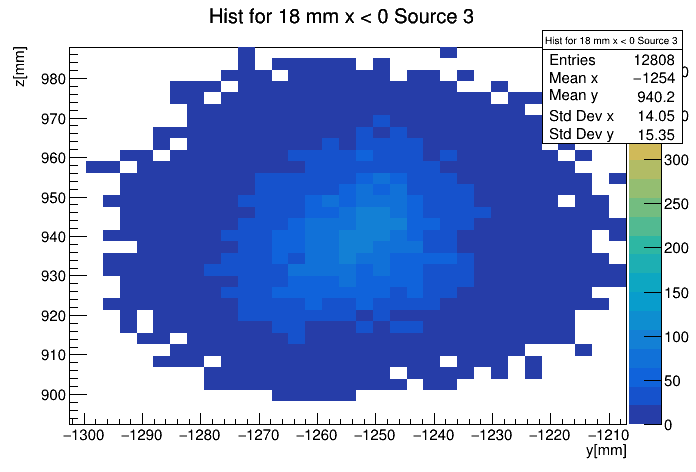 Hist for 18 mm x < 0 Source 3
z[mm]
Hist for 18 mm x < 0 Source 3
Entries 12808
Mean x −1254
Mean y 940.2
Std Dev x 14.05
Std Dev y 15.35
980
970
960
950
940
930
920
910
900
300
250
200
150
100
50
0
−1300 −1290 −1280 −1270 −1260 −1250 −1240 −1230 −1220 −1210
y[mm]